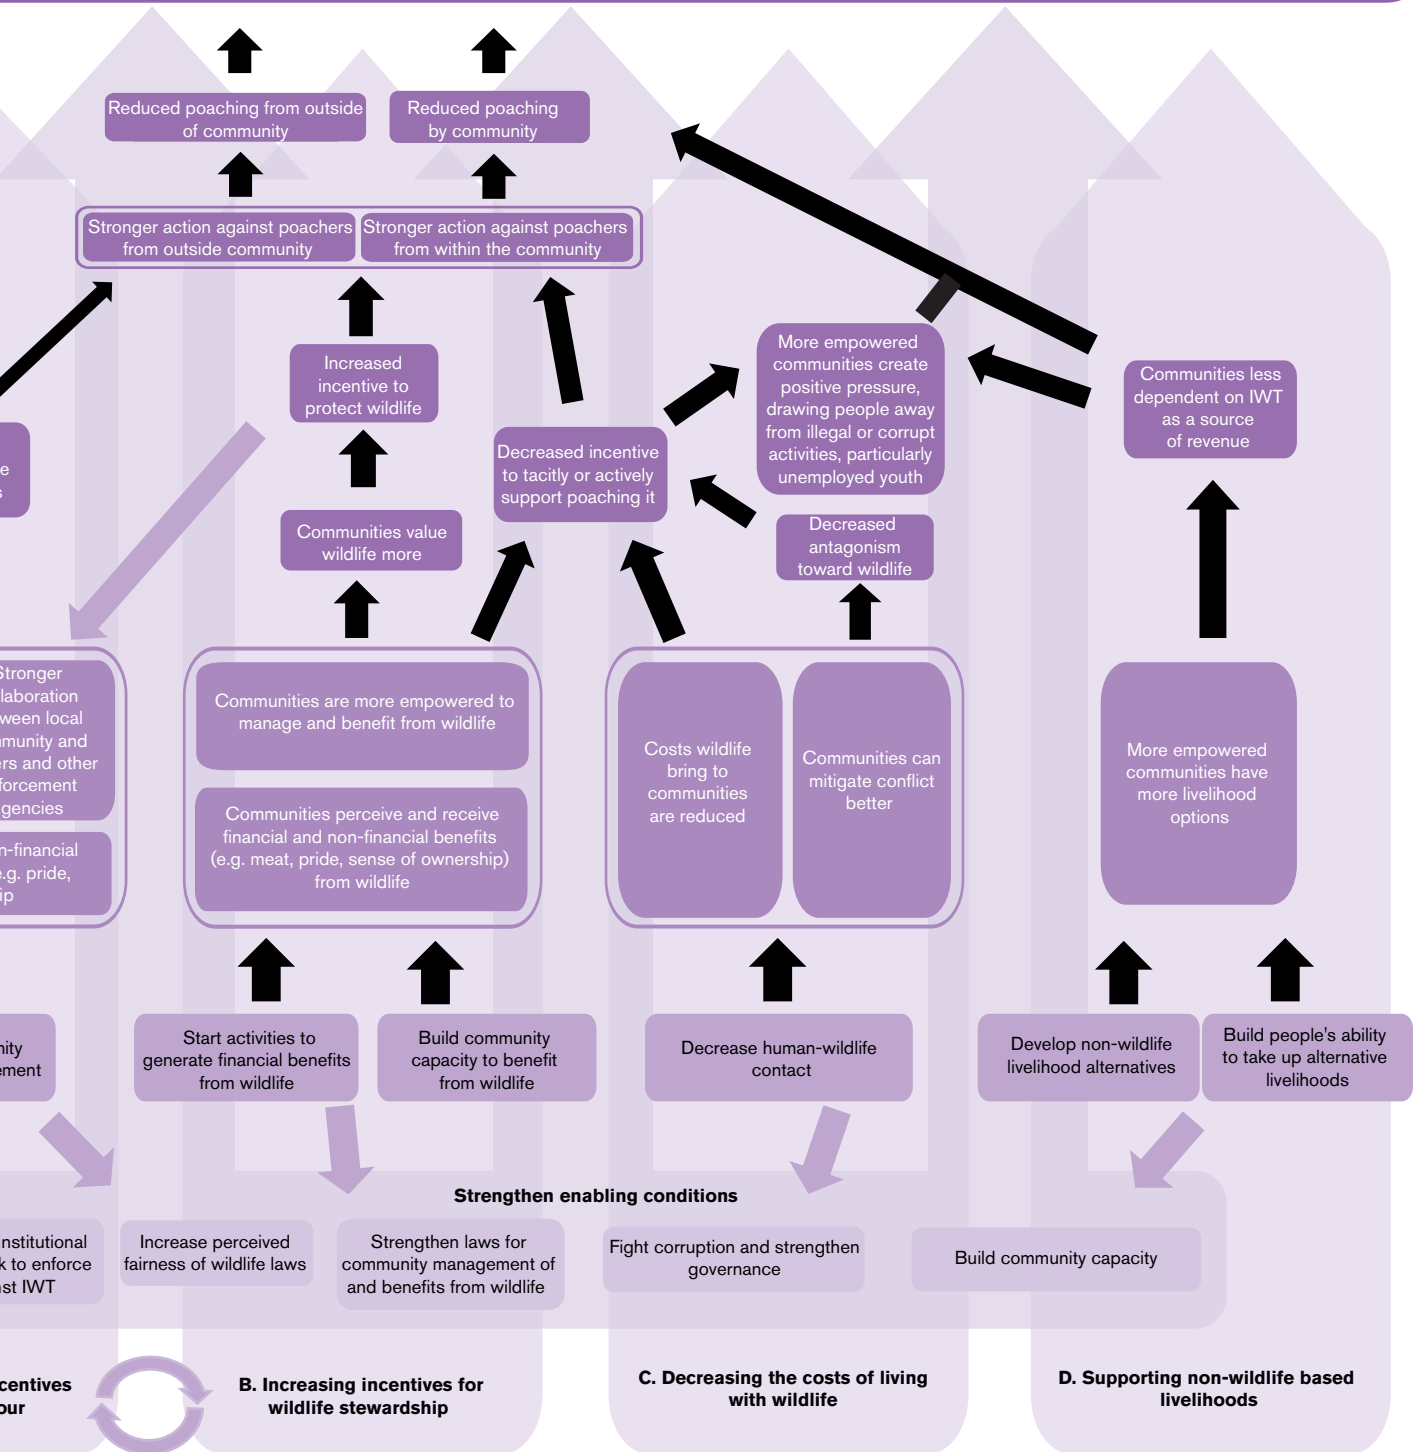 Reduced poaching from outside
of community
Reduced poaching
by community
Stronger action against poachers
from outside community
Stronger action against poachers
from within the community
Increased
incentive to
protect wildlife
More empowered
communities create
positive pressure,
drawing people away
from illegal or corrupt
activities, particularly
unemployed youth
Communities less
dependent on IWT
as a source
of revenue
Decreased incentive
to tacitly or actively
support poaching it
Communities value
wildlife more
Decreased
antagonism
toward wildlife
Stronger
laboration
ween local
munity and
ers and other
forcement
gencies
n-financial
e.g. pride,
ip
Communities are more empowered to
manage and benefit from wildlife
Communities perceive and receive
financial and non-financial benefits
(e.g. meat, pride, sense of ownership)
from wildlife
Costs wildlife
bring to
communities
are reduced
Communities can
mitigate conflict
better
More empowered
communities have
more livelihood
options
nity
ement
Start activities to
generate financial benefits
from wildlife
Build community
capacity to benefit
from wildlife
Decrease human-wildlife
contact
Develop non-wildlife
livelihood alternatives
Build people's ability
to take up alternative
livelihoods
Strengthen enabling conditions
institutional
k to enforce
st IWT
Increase perceived
fairness of wildlife laws
Strengthen laws for
community management of
and benefits from wildlife
Fight corruption and strengthen
governance
Build community capacity
centives
our
B. Increasing incentives for
wildlife stewardship
C. Decreasing the costs of living
with wildlife
D. Supporting non-wildlife based
livelihoods